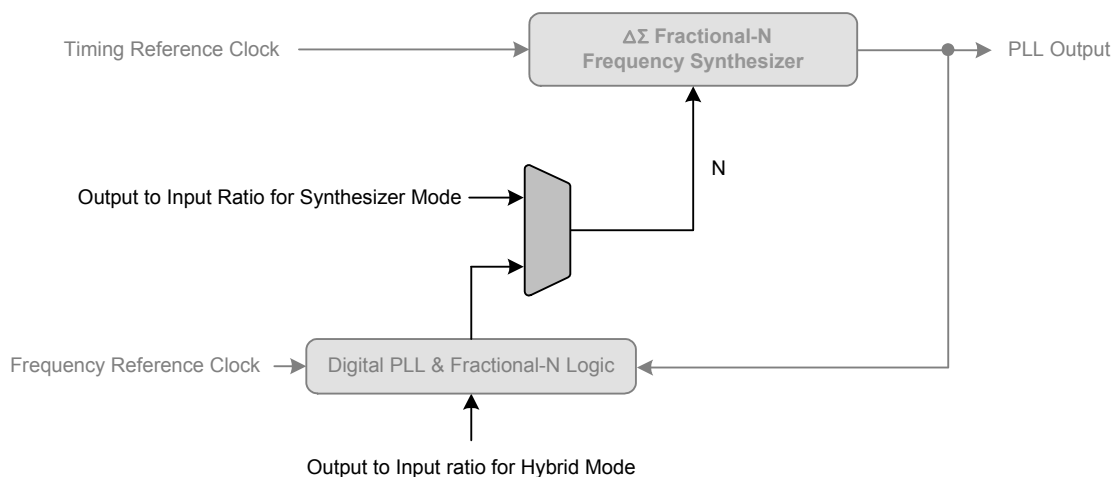 Timing Reference Clock
ΔΣ Fractional-N
Frequency Synthesizer
PLL Output
N
Output to Input Ratio for Synthesizer Mode
Frequency Reference Clock
Digital PLL & Fractional-N Logic
Output to Input ratio for Hybrid Mode